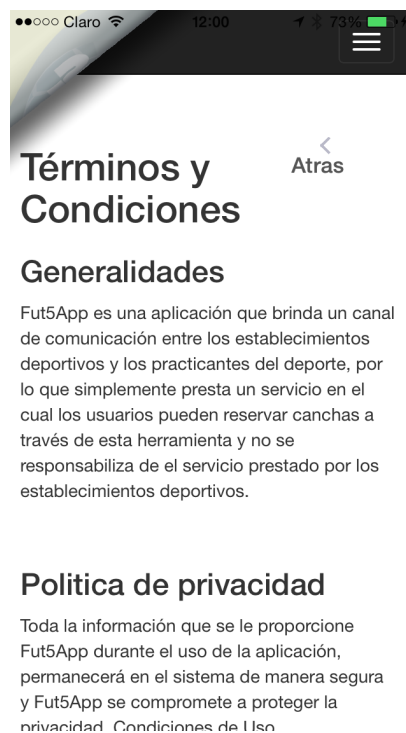 Claro 12:00 73%
Atras
Términos y
Condiciones
Generalidades
Fut5App es una aplicación que brinda un canal
de comunicación entre los establecimientos
deportivos y los practicantes del deporte, por
lo que simplemente presta un servicio en el
cual los usuarios pueden reservar canchas a
través de esta herramienta y no se
responsabiliza de el servicio prestado por los
establecimientos deportivos.
Politica de privacidad
Toda la información que se le proporcione
Fut5App durante el uso de la aplicación,
permanecerá en el sistema de manera segura
y Fut5App se compromete a proteger la
privacidad. Condiciones de Uso